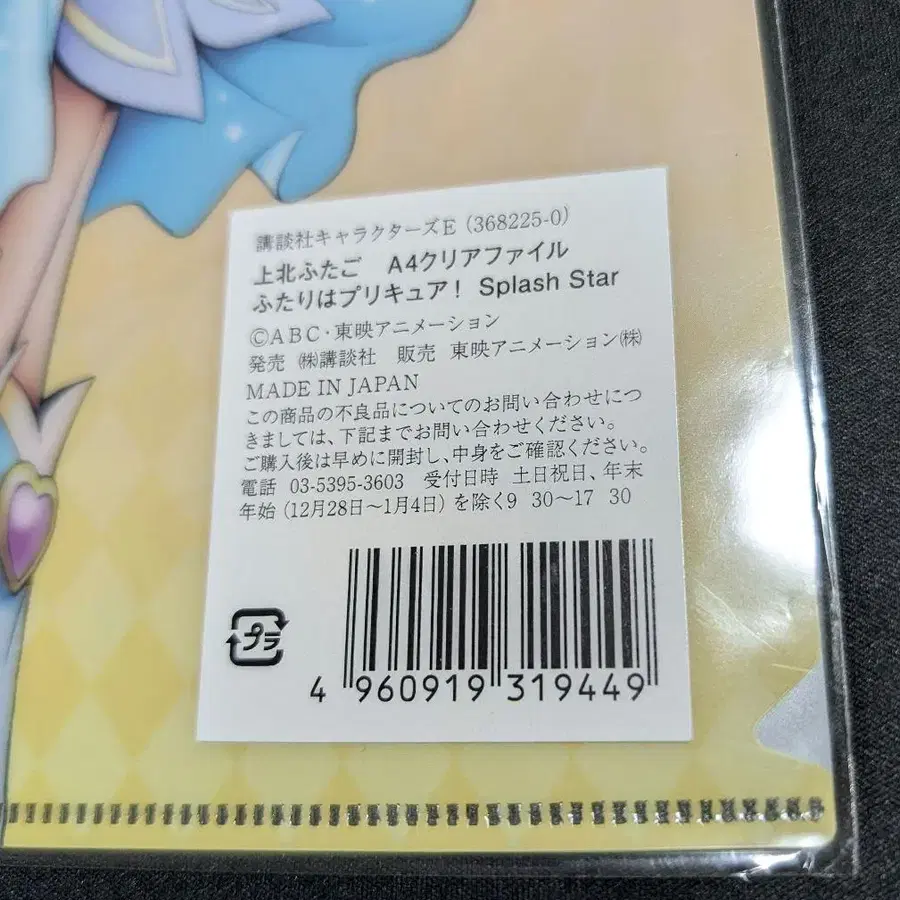 講談社キャラクターズE (368225-0)
上北ふたご　A4クリアファイル
ふたりはプリキュア！ Splash Star
©ABC・東映アニメーション
発売 ㈱講談社　販売 東映アニメーション㈱
MADE IN JAPAN
この商品の不良品についてのお問い合わせにつ
きましては、下記までお問い合わせください。
ご購入後は早めに開封し、中身をご確認ください。
電話　03-5395-3603　受付日時　土日祝日、年末
年始 (12月28日～1月4日) を除く9　30～17　30
プラ
4 960919 319449